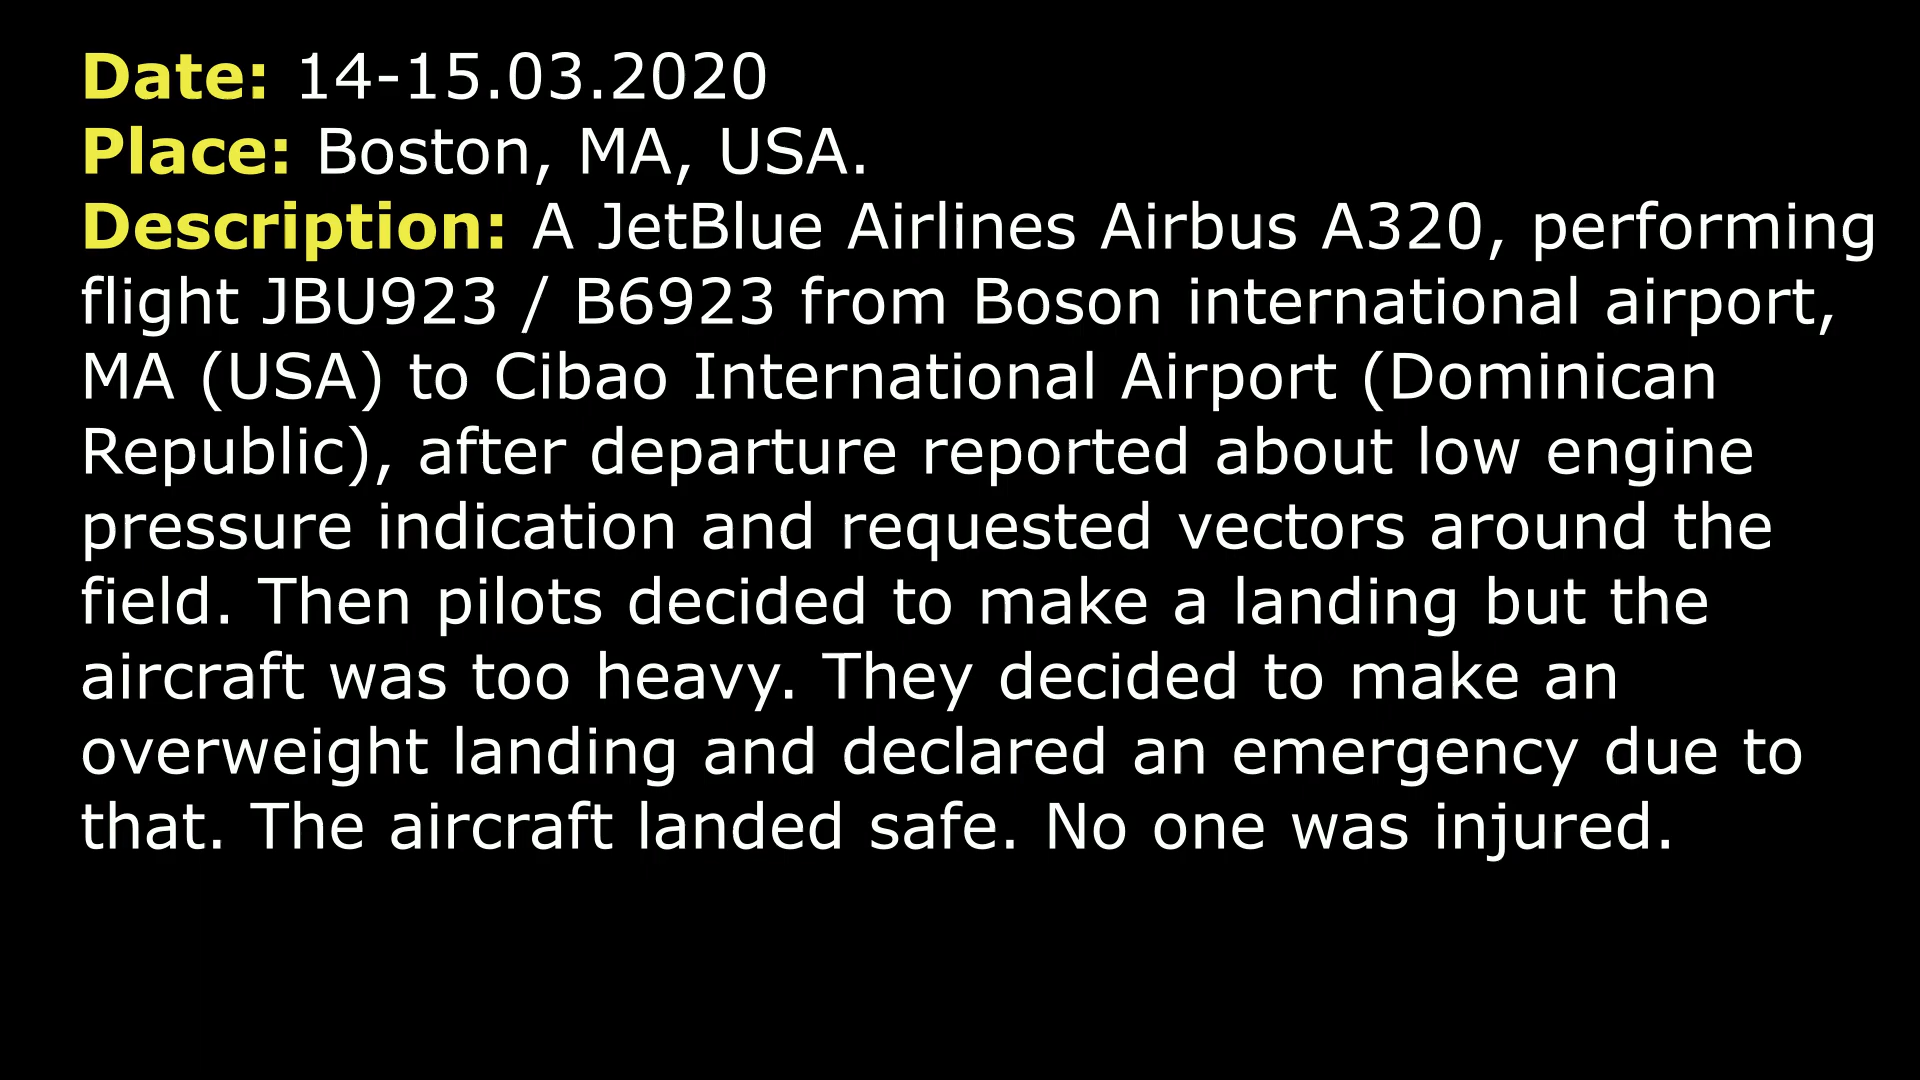 Date: 14-15.03.2020
Place: Boston, MA, USA.
Description: A JetBlue Airlines Airbus A320, performing
flight JBU923 / B6923 from Boson international airport,
MA (USA) to Cibao International Airport (Dominican
Republic), after departure reported about low engine
pressure indication and requested vectors around the
field. Then pilots decided to make a landing but the
aircraft was too heavy. They decided to make an
overweight landing and declared an emergency due to
that. The aircraft landed safe. No one was injured.